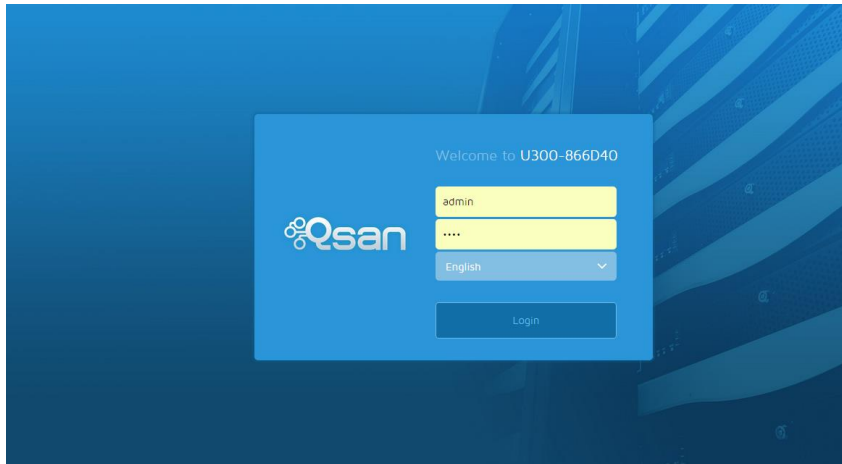 Welcome to U300-866D40
admin
••••
Qsan
English
Login